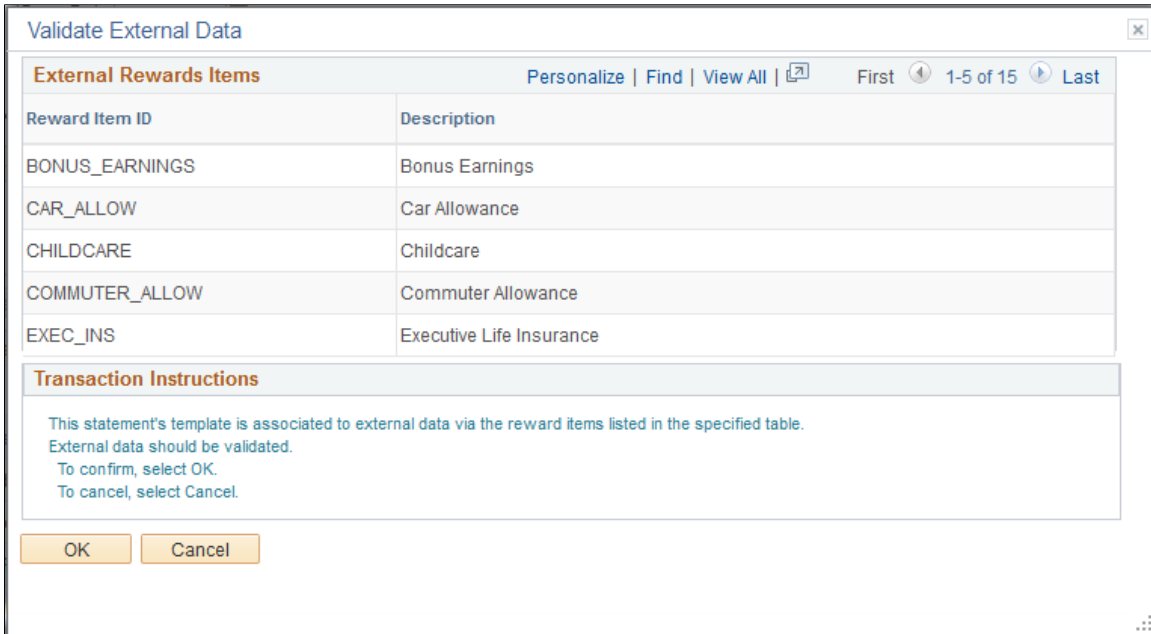 Validate External Data
External Rewards Items Personalize | Find | View All | First 1-5 of 15 Last
Reward Item ID Description
BONUS_EARNINGS Bonus Earnings
CAR_ALLOW Car Allowance
CHILDCARE Childcare
COMMUTER_ALLOW Commuter Allowance
EXEC_INS Executive Life Insurance
Transaction Instructions
This statement's template is associated to external data via the reward items listed in the specified table.
External data should be validated.
To confirm, select OK.
To cancel, select Cancel.
OK Cancel